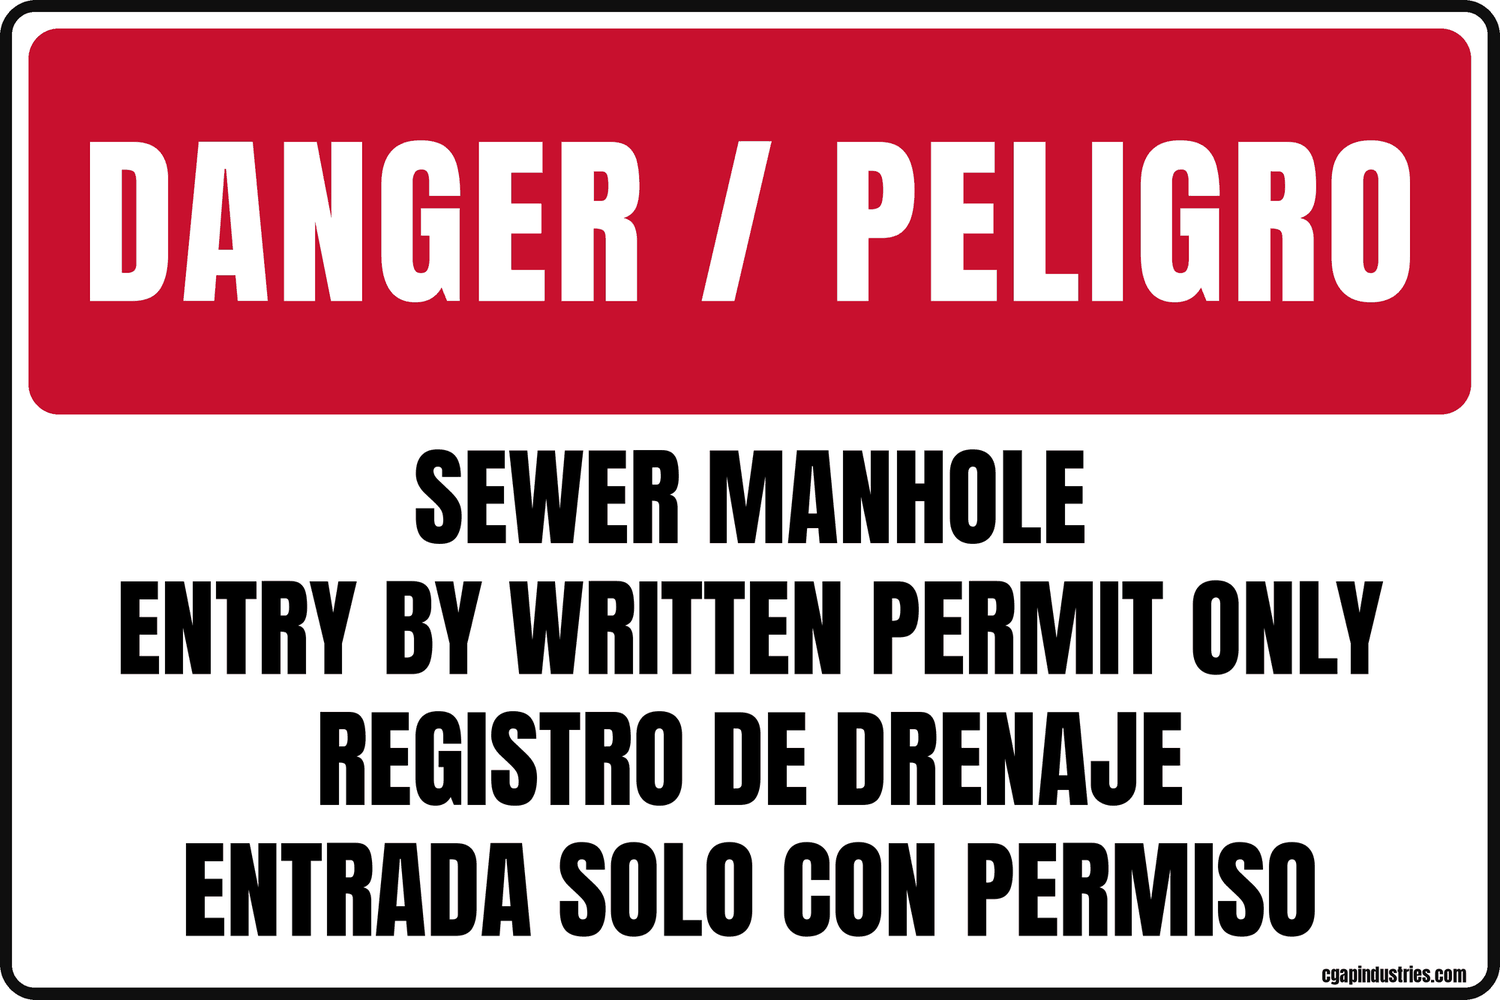 DANGER / PELIGRO
SEWER MANHOLE
ENTRY BY WRITTEN PERMIT ONLY
REGISTRO DE DRENAJE
ENTRADA SOLO CON PERMISO
cgapindustries.com